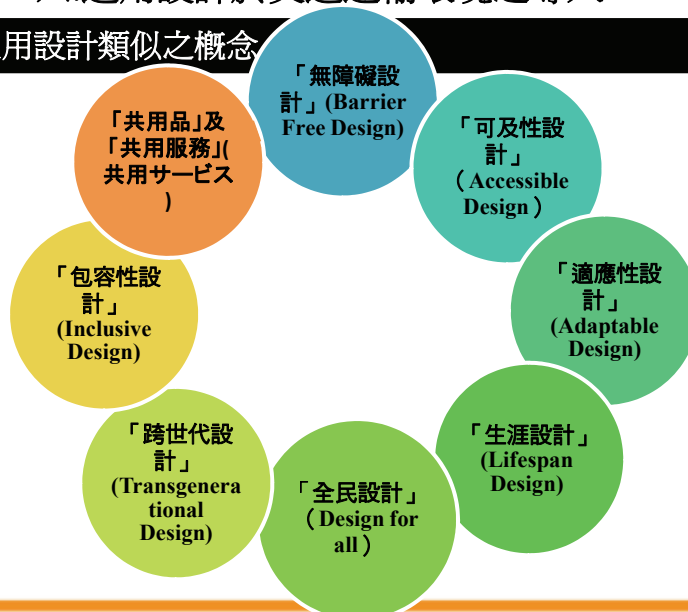 用設計類似之概念
「無障礙設
計」(Barrier
Free Design)
「可及性設
計」
（Accessible
Design）
「適應性設
計」
(Adaptable
Design)
「生涯設計」
(Lifespan
Design)
「全民設計」
（Design for
all）
「跨世代設
計」
(Transgenera
tional
Design)
「包容性設
計」
(Inclusive
Design)
「共用品」及
「共用服務」(
共用サービス
)